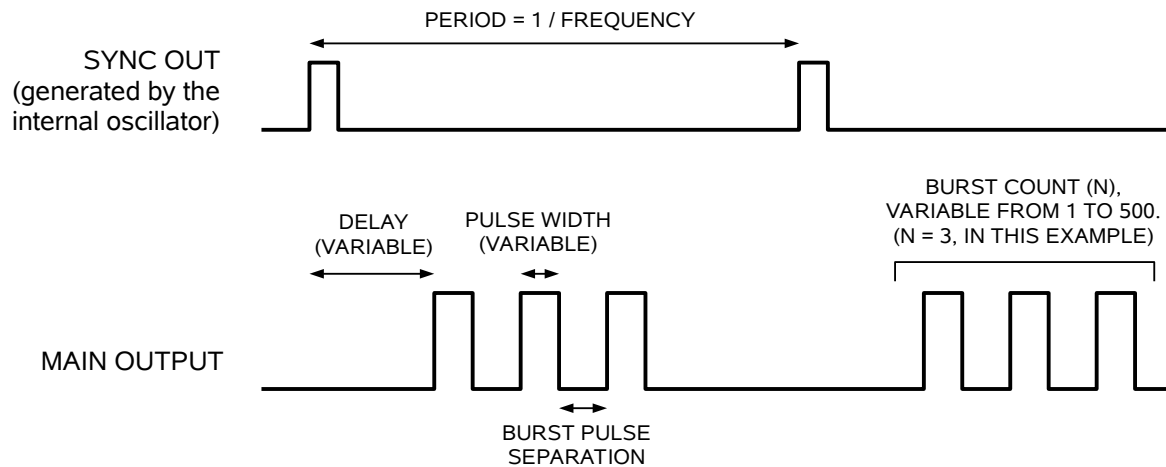 PERIOD = 1 / FREQUENCY
SYNC OUT
(generated by the
internal oscillator)
DELAY
(VARIABLE)
PULSE WIDTH
(VARIABLE)
BURST COUNT (N),
VARIABLE FROM 1 TO 500.
(N = 3, IN THIS EXAMPLE)
MAIN OUTPUT
BURST PULSE
SEPARATION